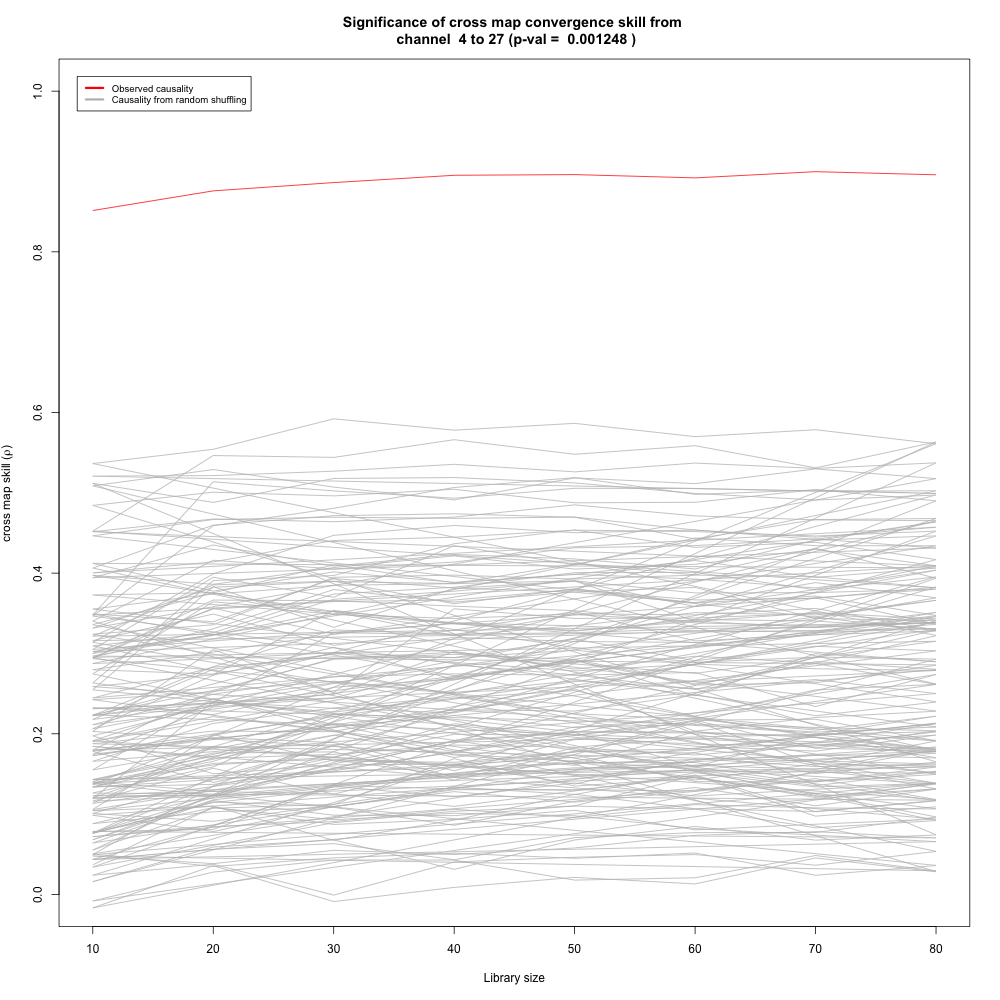 Significance of cross map convergence skill from
channel  4 to 27 (p-val =  0.001248 )
Observed causality
Causality from random shuffling
1.0
0.8
0.6
0.4
0.2
0.0
cross map skill (ρ)
10 20 30 40 50 60 70 80
Library size